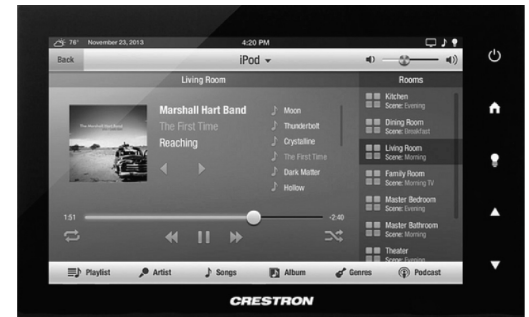 76° November 23, 2013 4:20 PM
Back iPod
Living Room
Rooms
Marshall Hart Band
The First Time
Reaching
Moon
Thunderbolt
Crystalline
The First Time
Dark Matter
Hollow
1:51 -2:40
Kitchen
Scene: Evening
Dining Room
Scene: Breakfast
Living Room
Scene: Morning
Family Room
Scene: Morning TV
Master Bedroom
Scene: Evening
Master Bathroom
Scene: Morning
Theater
Scene: Evening
Playlist Artist Songs Album Genres Podcast
CRESTRON